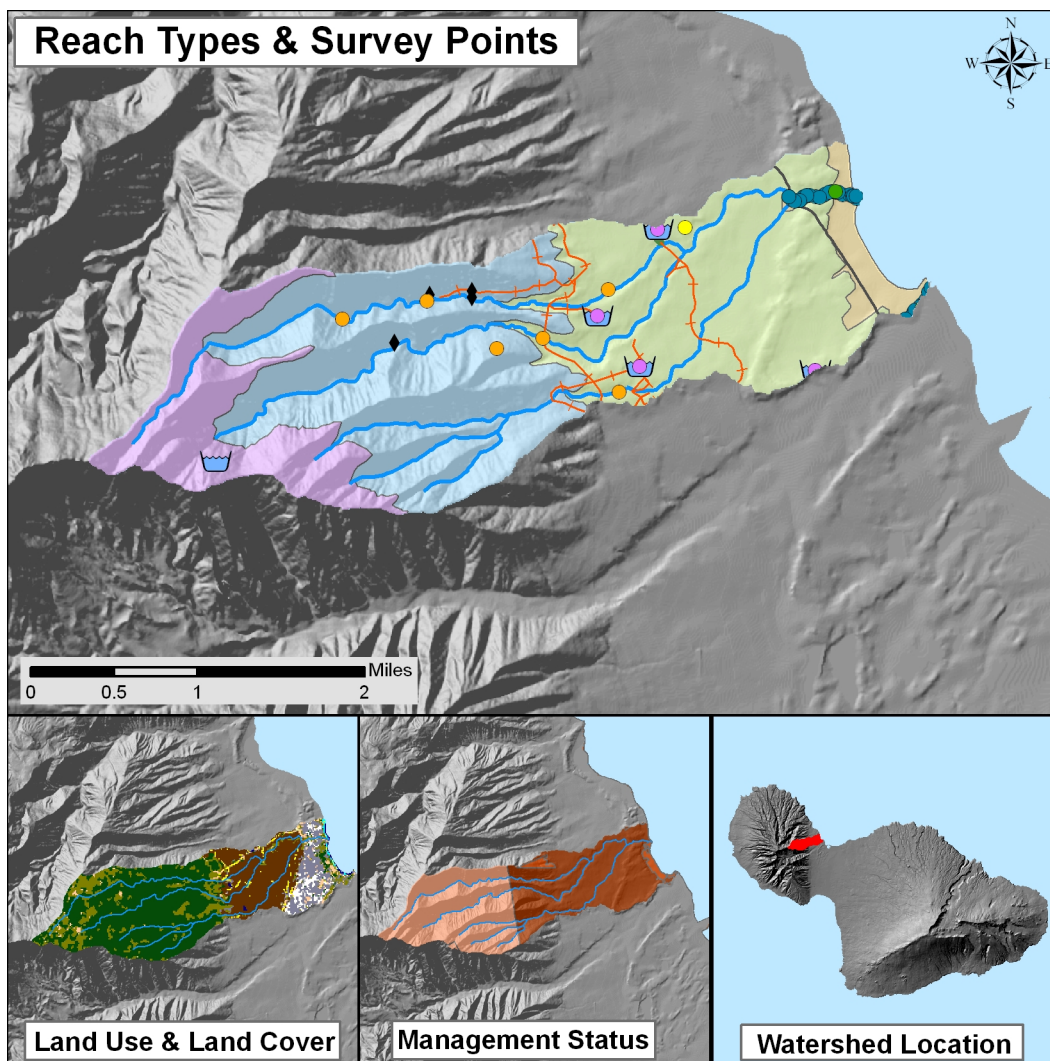 Reach Types & Survey Points
N
W E
S
Miles
0 0.5 1 2
Land Use & Land Cover
Management Status
Watershed Location